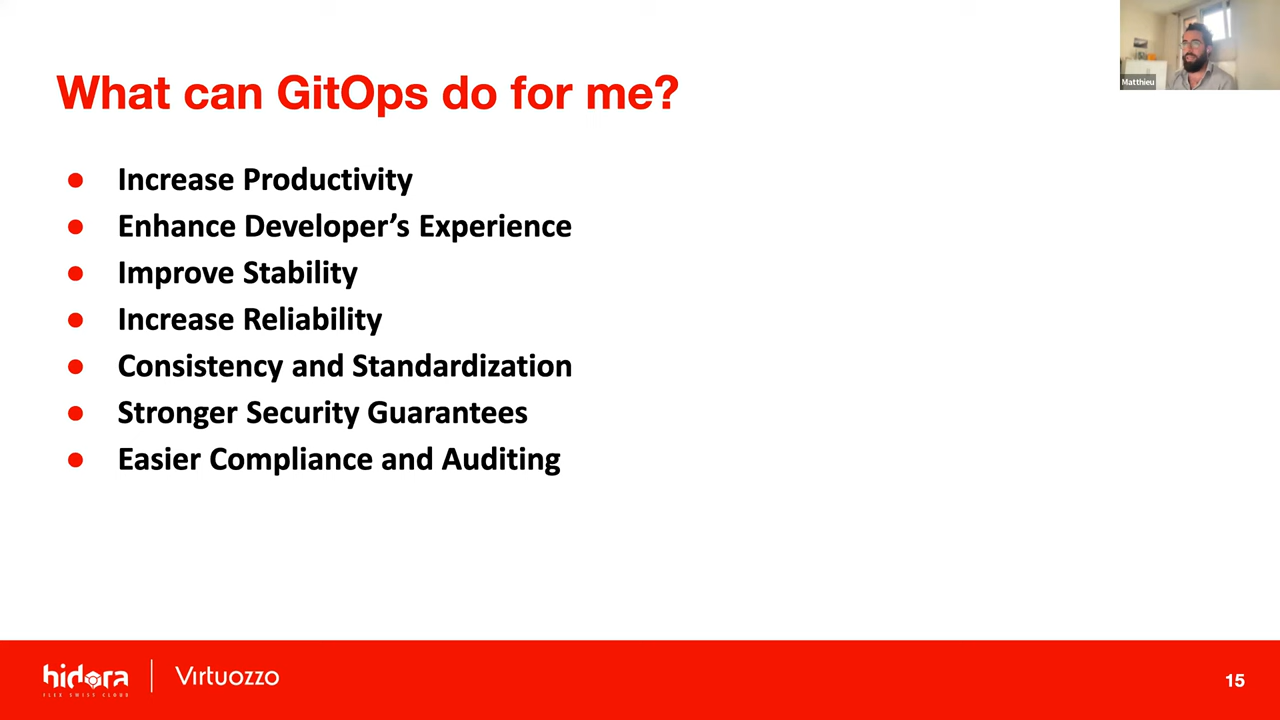 What can GitOps do for me?
Matthieu
● Increase Productivity
● Enhance Developer’s Experience
● Improve Stability
● Increase Reliability
● Consistency and Standardization
● Stronger Security Guarantees
● Easier Compliance and Auditing
hidora
FLEX SWISS CLOUD
Virtuozzo
15